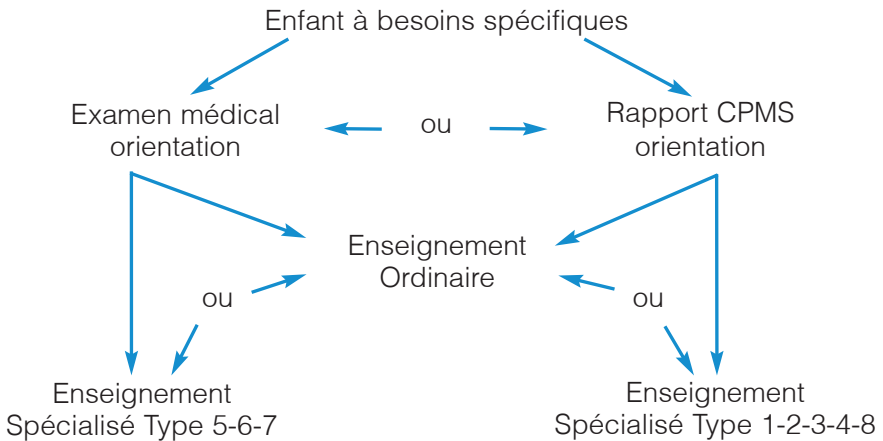 Enfant à besoins spécifiques
Examen médical
orientation
ou
Rapport CPMS
orientation
Enseignement
Ordinaire
ou
ou
Enseignement
Spécialisé Type 5-6-7
Enseignement
Spécialisé Type 1-2-3-4-8